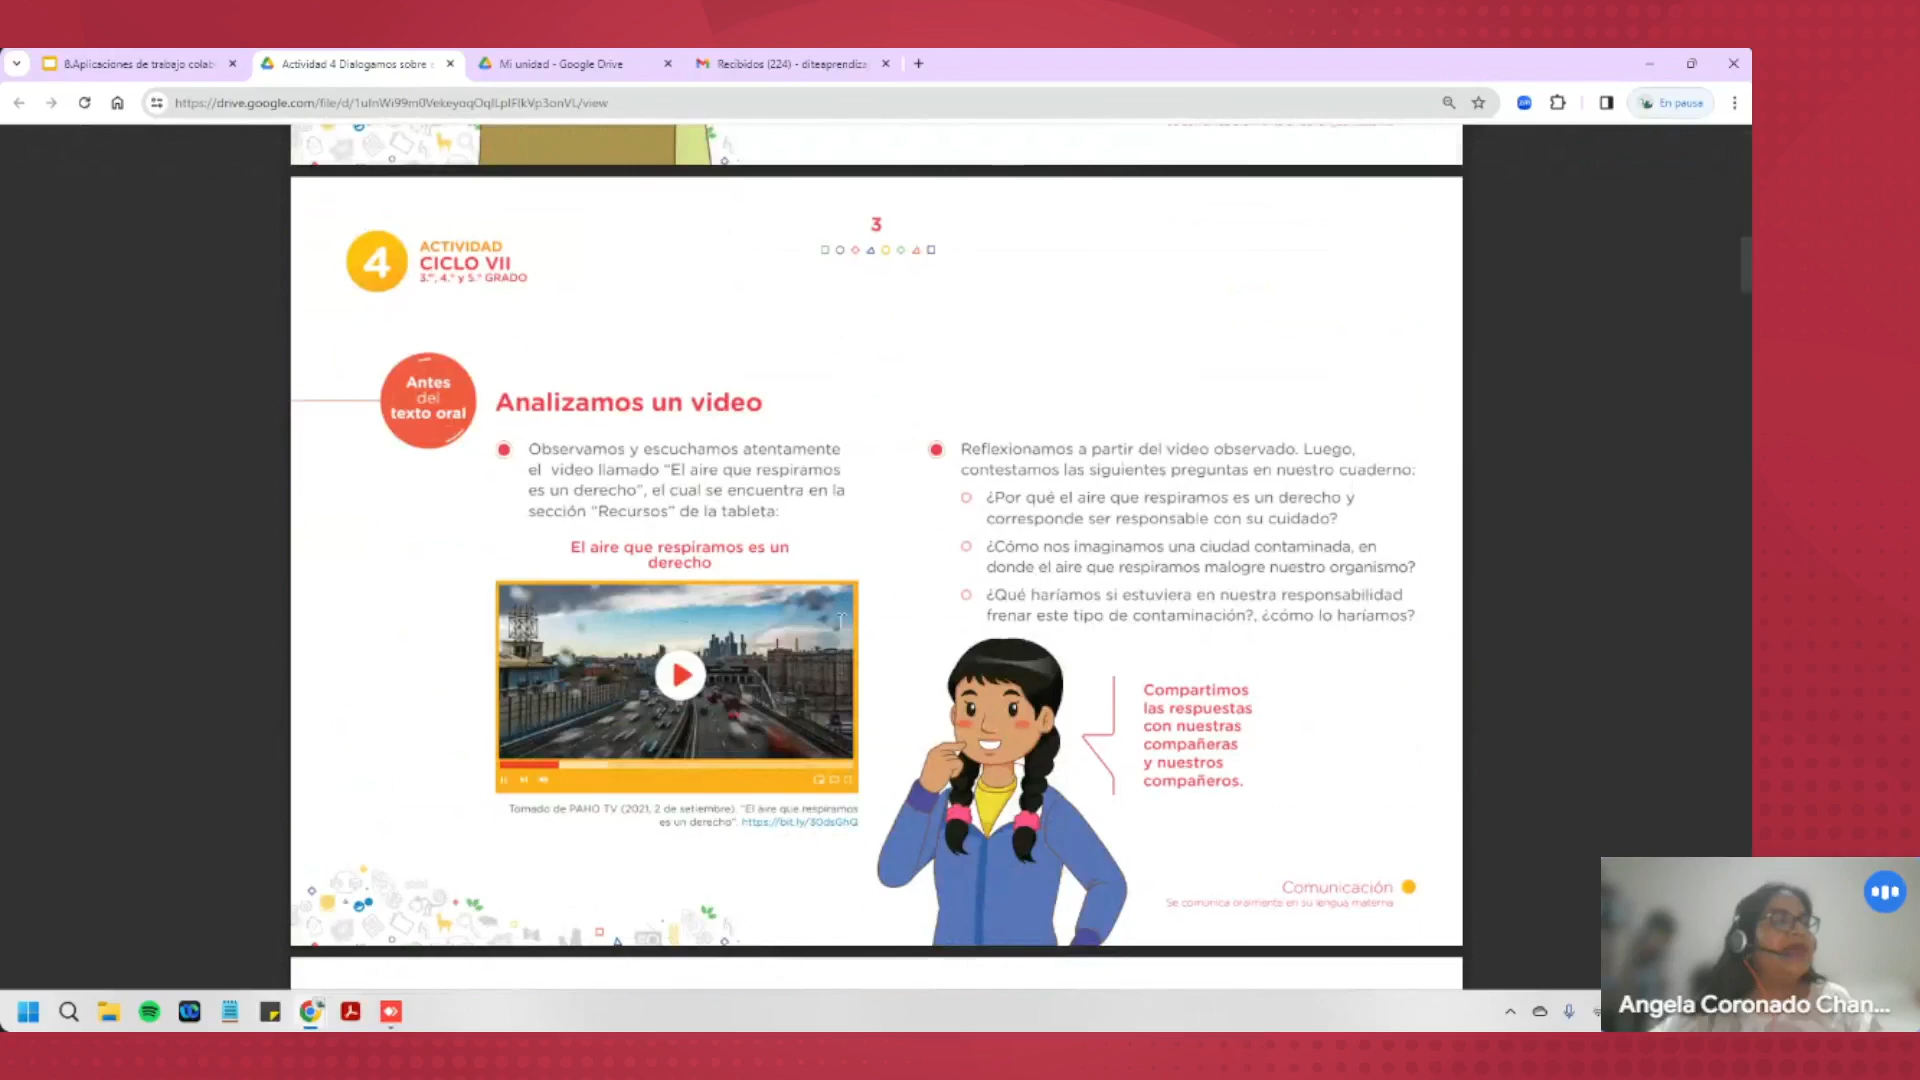 8.Aplicaciones de trabajo colab
Actividad 4 Dialogamos sobre
Mi unidad - Google Drive
Recibidos (224) - diteaprendiza
En pausa
3
4
ACTIVIDAD
CICLO VII
3.er, 4.° y 5.° GRADO
Antes
del
texto oral
Analizamos un video
Observamos y escuchamos atentamente
el video llamado “El aire que respiramos
es un derecho”, el cual se encuentra en la
sección “Recursos” de la tableta:
El aire que respiramos es un
derecho
Tomado de PAHO TV (2021, 2 de setiembre). “El aire que respiramos
es un derecho”.
Reflexionamos a partir del video observado. Luego,
contestamos las siguientes preguntas en nuestro cuaderno:
¿Por qué el aire que respiramos es un derecho y
corresponde ser responsable con su cuidado?
¿Cómo nos imaginamos una ciudad contaminada, en
donde el aire que respiramos malogre nuestro organismo?
¿Qué haríamos si estuviera en nuestra responsabilidad
frenar este tipo de contaminación?, ¿cómo lo haríamos?
Compartimos
las respuestas
con nuestras
compañeras
y nuestros
compañeros.
Comunicación
Se comunica oralmente en su lengua materna
Angela Coronado Chan...